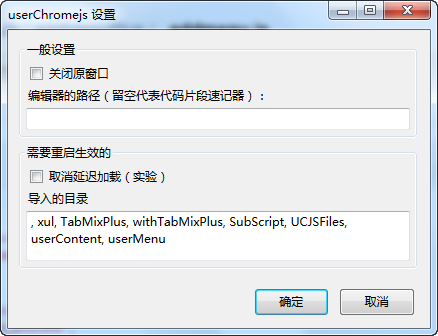 userChromejs 设置
一般设置
关闭原窗口
编辑器的路径（留空代表代码片段速记器）：
需要重启生效的
取消延迟加载（实验）
导入的目录
, xul, TabMixPlus, withTabMixPlus, SubScript, UCJSFiles,
userContent, userMenu
确定
取消